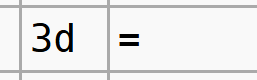 3d =